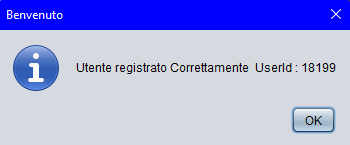 Benvenuto
Utente registrato Correttamente UserId : 18199
OK